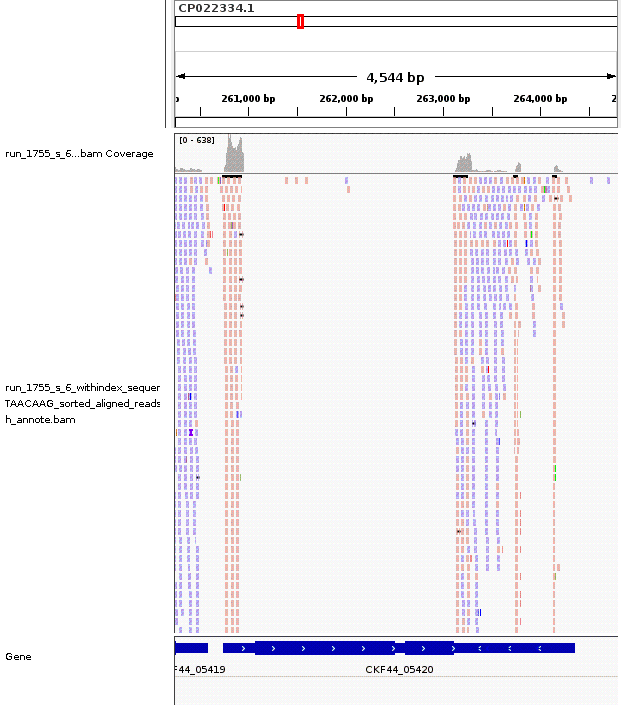 CP022334.1
4,544 bp
261,000 bp 262,000 bp 263,000 bp 264,000 bp 2
[0 - 638]
run_1755_s_6...bam Coverage
run_1755_s_6_withindex_sequer
TAACAAG_sorted_aligned_reads
h_annote.bam
Gene
F44_05419 CKF44_05420